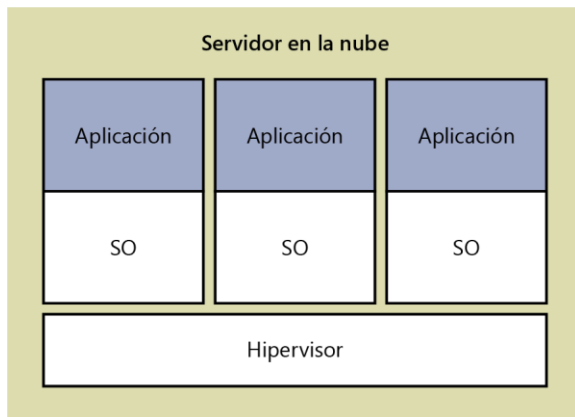 Servidor en la nube
Aplicación
Aplicación
Aplicación
SO
SO
SO
Hipervisor